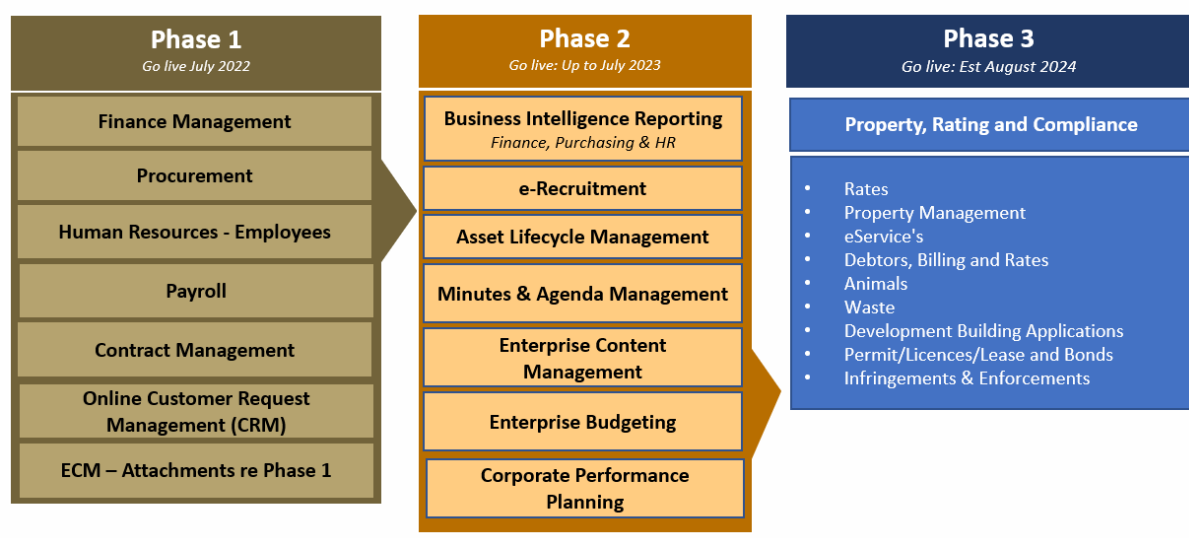 Phase 1
Go live July 2022
Finance Management
Procurement
Human Resources - Employees
Payroll
Contract Management
Online Customer Request
Management (CRM)
ECM – Attachments re Phase 1
Phase 2
Go live: Up to July 2023
Business Intelligence Reporting
Finance, Purchasing & HR
e-Recruitment
Asset Lifecycle Management
Minutes & Agenda Management
Enterprise Content
Management
Enterprise Budgeting
Corporate Performance
Planning
Phase 3
Go live: Est August 2024
Property, Rating and Compliance
• Rates
• Property Management
• eService's
• Debtors, Billing and Rates
• Animals
• Waste
• Development Building Applications
• Permit/Licences/Lease and Bonds
• Infringements & Enforcements